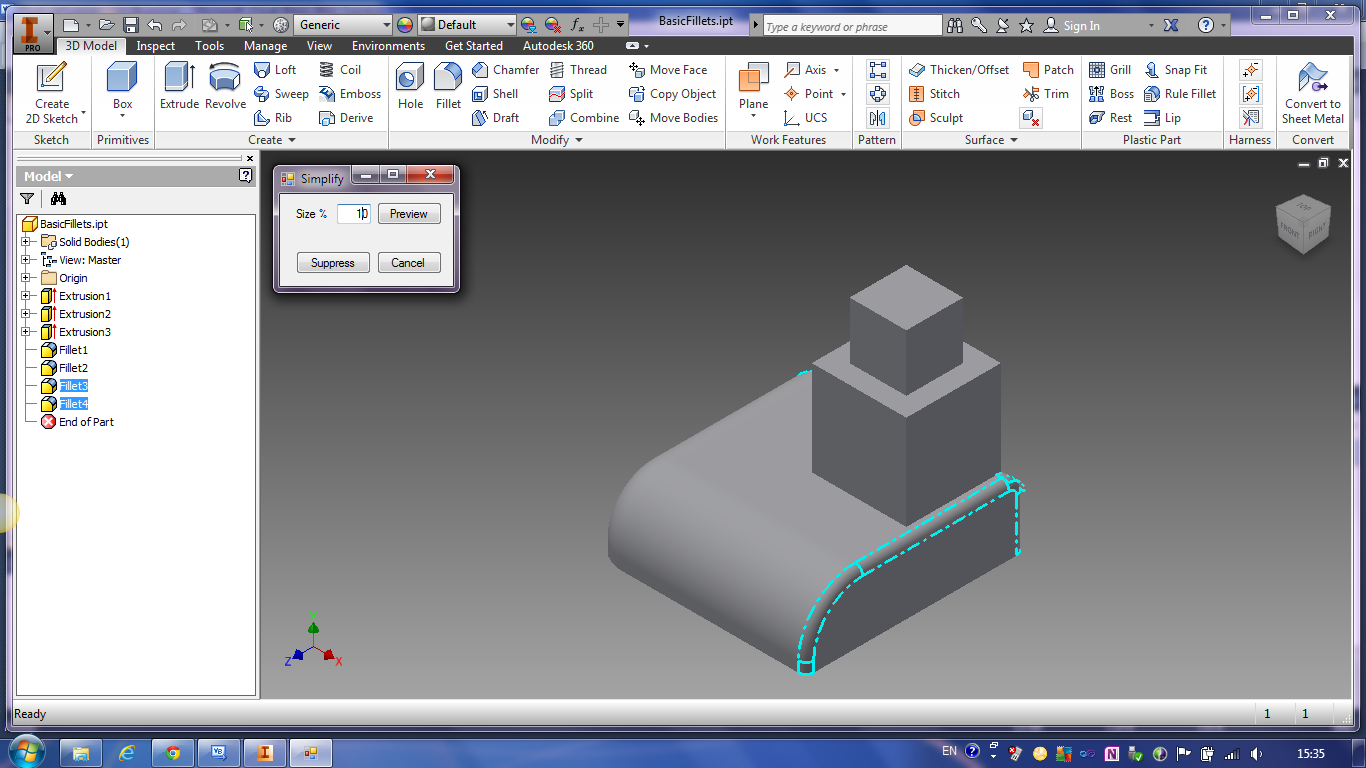 PRO
Generic
Default
BasicFillets.ipt
Type a keyword or phrase
Sign In
3D Model Inspect Tools Manage View Environments Get Started Autodesk 360
Create
2D Sketch
Sketch
Box
Primitives
Extrude
Revolve
Loft
Sweep
Rib
Coil
Emboss
Derive
Create
Hole
Fillet
Chamfer
Shell
Draft
Thread
Split
Combine
Move Face
Copy Object
Move Bodies
Modify
Plane
Axis
Point
UCS
Work Features
Pattern
Thicken/Offset
Stitch
Sculpt
Patch
Trim
Surface
Grill
Boss
Rest
Snap Fit
Rule Fillet
Lip
Plastic Part
Harness
Convert to
Sheet Metal
Convert
Model
BasicFillets.ipt
Solid Bodies(1)
View: Master
Origin
Extrusion1
Extrusion2
Extrusion3
Fillet1
Fillet2
Fillet3
Fillet4
End of Part
Simplify
Size % 10 Preview
Suppress Cancel
TOP
FRONT
RIGHT
Y
Z
X
Ready
1 1
EN
15:35